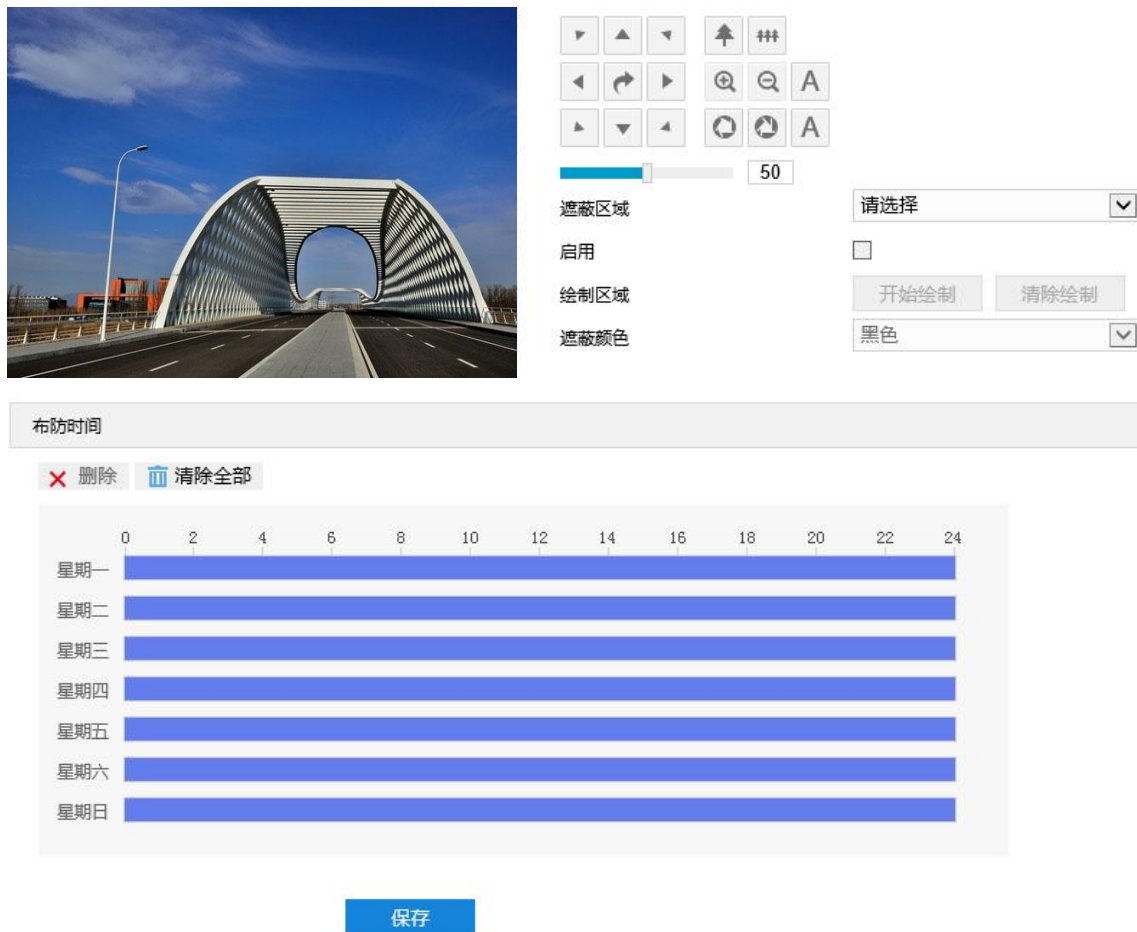 A
A
50
遮蔽区域 请选择
启用
绘制区域 开始绘制 清除绘制
遮蔽颜色 黑色
布防时间
删除 清除全部
0 2 4 6 8 10 12 14 16 18 20 22 24
星期一
星期二
星期三
星期四
星期五
星期六
星期日
保存